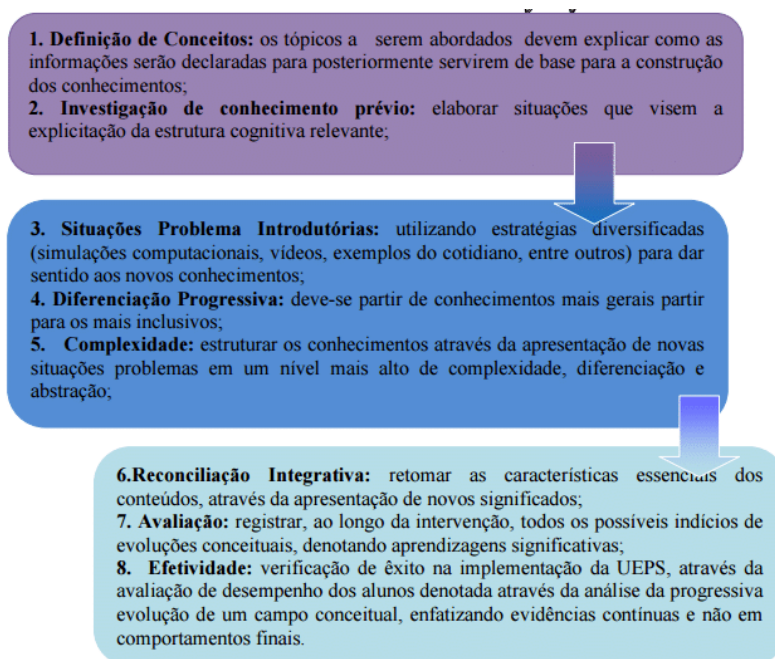 1. Definição de Conceitos: os tópicos a serem abordados devem explicar como as
informações serão declaradas para posteriormente servirem de base para a construção
dos conhecimentos;
2. Investigação de conhecimento prévio: elaborar situações que visem a
explicitação da estrutura cognitiva relevante;
3. Situações Problema Introdutórias: utilizando estratégias diversificadas
(simulações computacionais, vídeos, exemplos do cotidiano, entre outros) para dar
sentido aos novos conhecimentos;
4. Diferenciação Progressiva: deve-se partir de conhecimentos mais gerais partir
para os mais inclusivos;
5. Complexidade: estruturar os conhecimentos através da apresentação de novas
situações problemas em um nível mais alto de complexidade, diferenciação e
abstração;
6.Reconciliação Integrativa: retomar as características essenciais dos
conteúdos, através da apresentação de novos significados;
7. Avaliação: registrar, ao longo da intervenção, todos os possíveis indícios de
evoluções conceituais, denotando aprendizagens significativas;
8. Efetividade: verificação de êxito na implementação da UEPS, através da
avaliação de desempenho dos alunos denotada através da análise da progressiva
evolução de um campo conceitual, enfatizando evidências contínuas e não em
comportamentos finais.